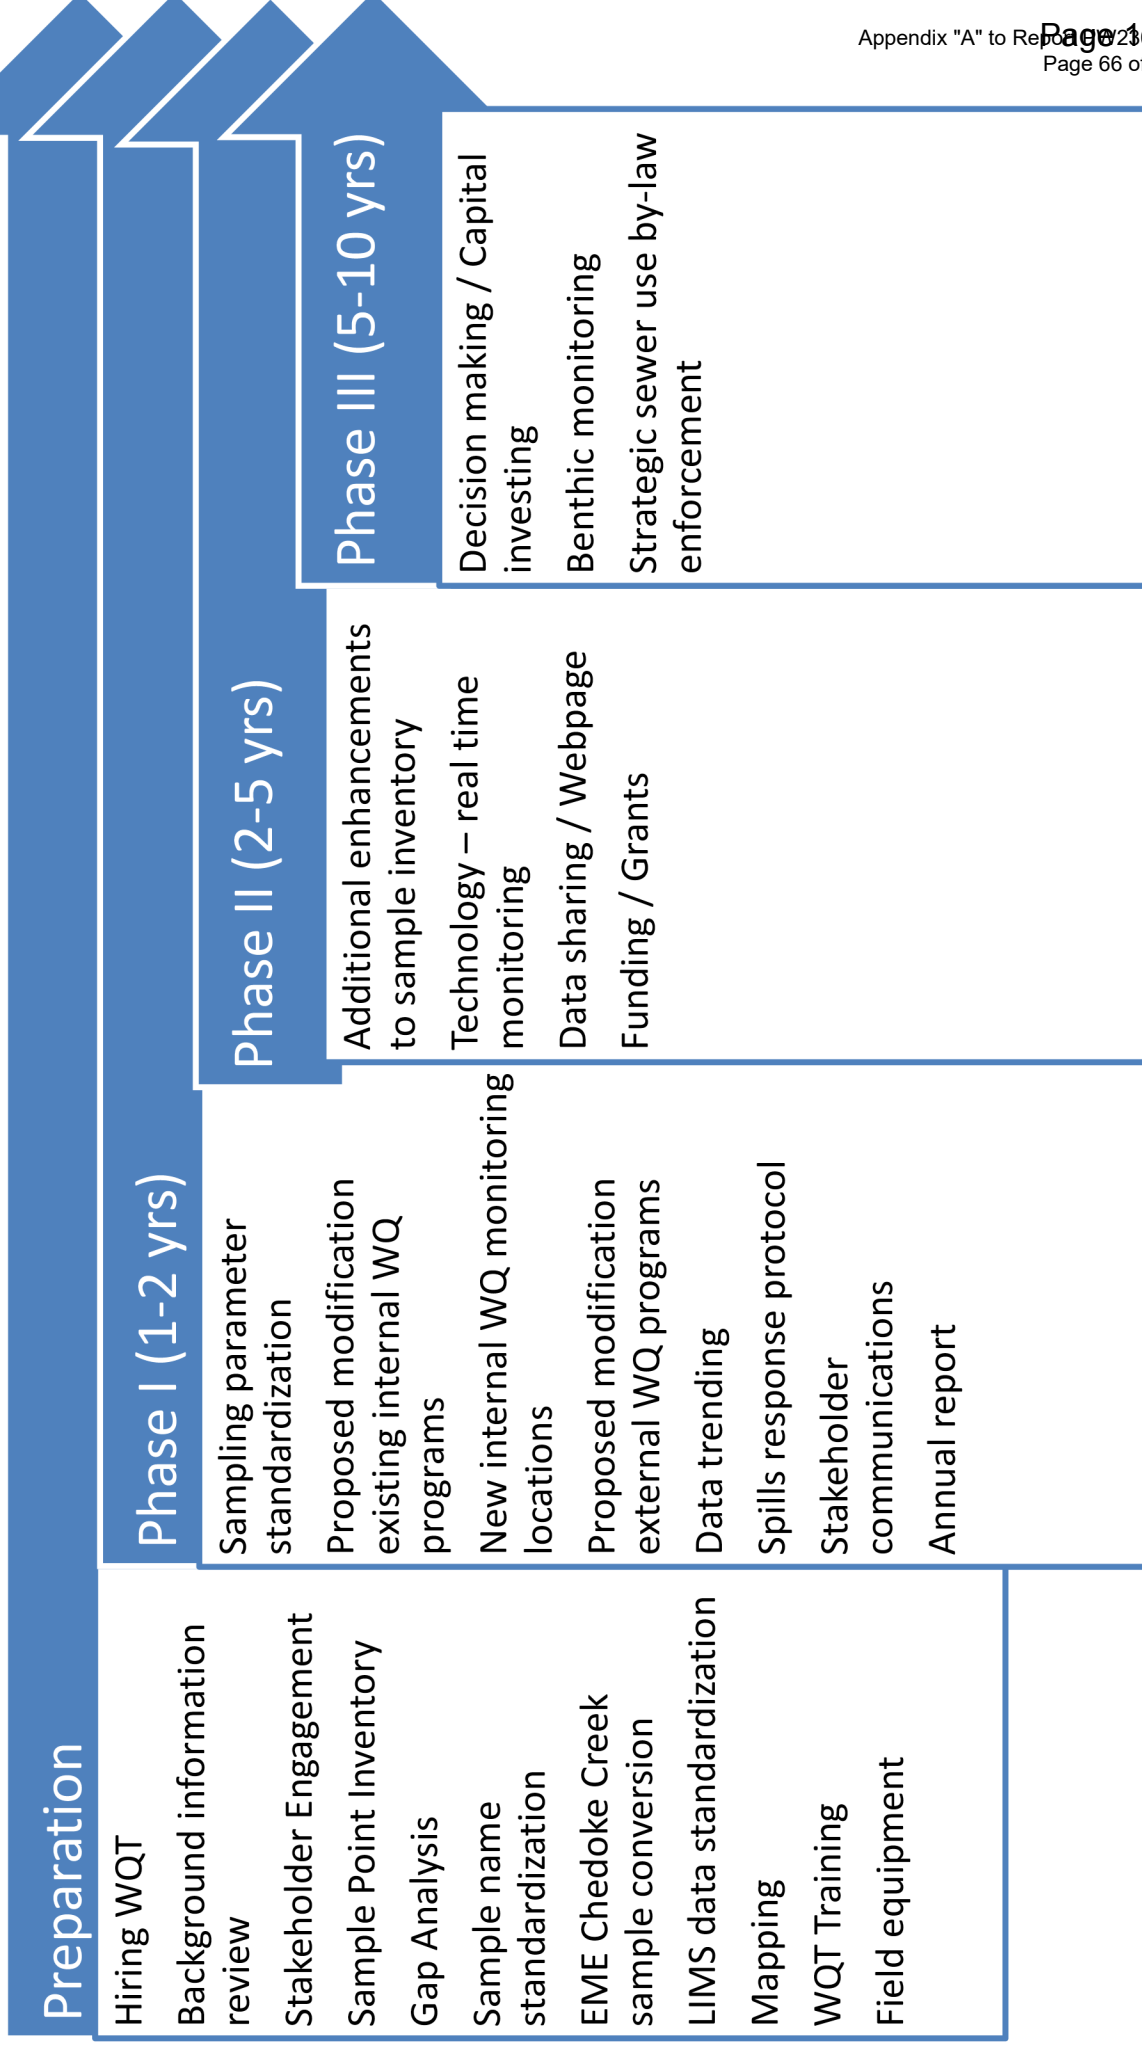 Appendix "A" to Report PW23
Page 1
Page 66 of
Preparation
Hiring WQT
Background information
review
Stakeholder Engagement
Sample Point Inventory
Gap Analysis
Sample name
standardization
EME Chedoke Creek
sample conversion
LIMS data standardization
Mapping
WQT Training
Field equipment
Phase I (1-2 yrs)
Sampling parameter
standardization
Proposed modification
existing internal WQ
programs
New internal WQ monitoring
locations
Proposed modification
external WQ programs
Data trending
Spills response protocol
Stakeholder
communications
Annual report
Phase II (2-5 yrs)
Additional enhancements
to sample inventory
Technology – real time
monitoring
Data sharing / Webpage
Funding / Grants
Phase III (5-10 yrs)
Decision making / Capital
investing
Benthic monitoring
Strategic sewer use by-law
enforcement